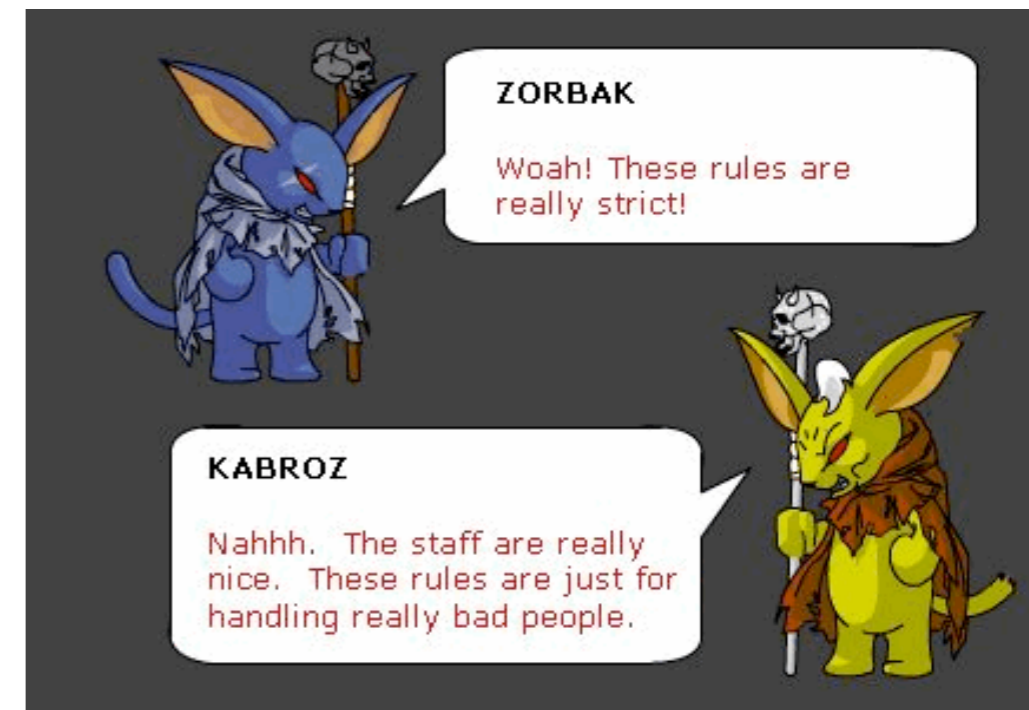 ZORBAK
Woah! These rules are
really strict!
KABROZ
Nahhh.  The staff are really
nice.  These rules are just for
handling really bad people.